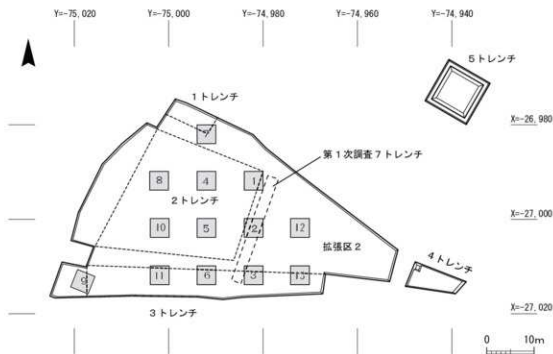 Y=-75,020 Y=-75,000 Y=-74,980 Y=-74,960 Y=-74,940
5トレンチ
1トレンチ
X=-26,980
7
第1次調査7トレンチ
8 4 1
2トレンチ
X=-27,000
10 5 2 12
拡張区2
4トレンチ
9 11 6 3 13
3トレンチ
X=-27,020
0 10m